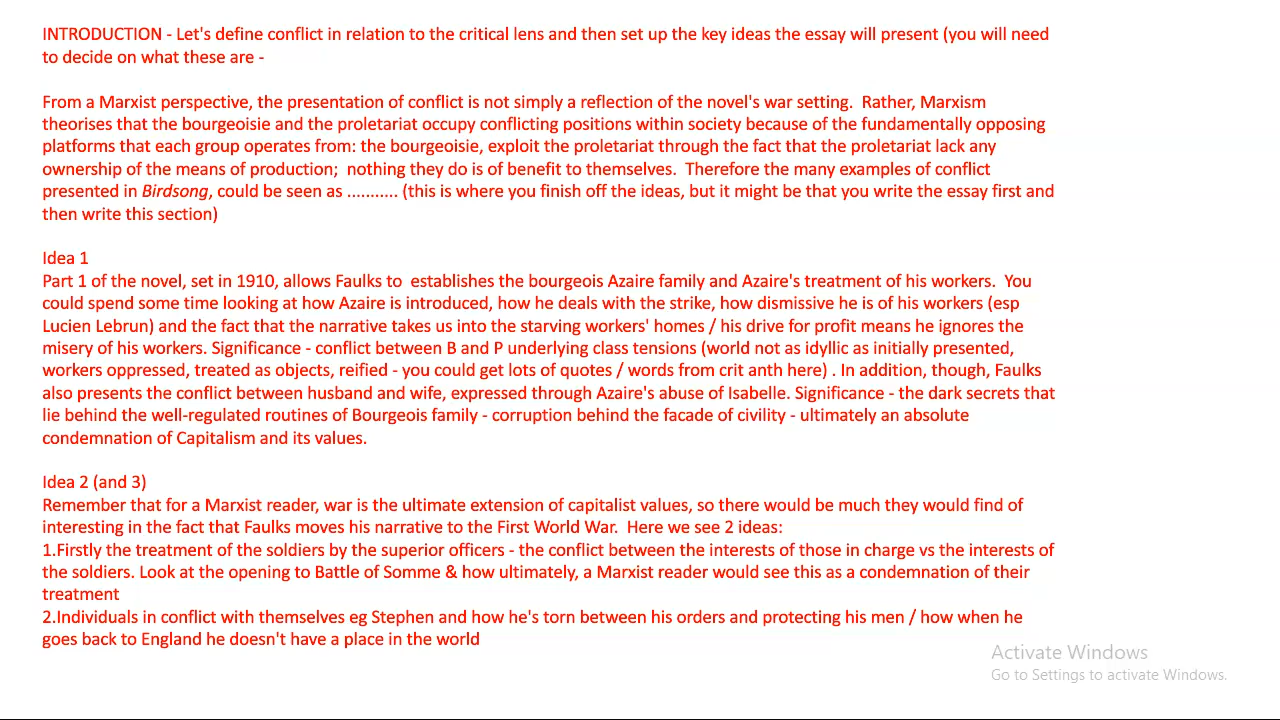 INTRODUCTION - Let's define conflict in relation to the critical lens and then set up the key ideas the essay will present (you will need
to decide on what these are -
From a Marxist perspective, the presentation of conflict is not simply a reflection of the novel's war setting.  Rather, Marxism
theorises that the bourgeoisie and the proletariat occupy conflicting positions within society because of the fundamentally opposing
platforms that each group operates from: the bourgeoisie, exploit the proletariat through the fact that the proletariat lack any
ownership of the means of production;  nothing they do is of benefit to themselves.  Therefore the many examples of conflict
presented in Birdsong, could be seen as ........... (this is where you finish off the ideas, but it might be that you write the essay first and
then write this section)
Idea 1
Part 1 of the novel, set in 1910, allows Faulks to  establishes the bourgeois Azaire family and Azaire's treatment of his workers.  You
could spend some time looking at how Azaire is introduced, how he deals with the strike, how dismissive he is of his workers (esp
Lucien Lebrun) and the fact that the narrative takes us into the starving workers' homes / his drive for profit means he ignores the
misery of his workers. Significance - conflict between B and P underlying class tensions (world not as idyllic as initially presented,
workers oppressed, treated as objects, reified - you could get lots of quotes / words from crit anth here) . In addition, though, Faulks
also presents the conflict between husband and wife, expressed through Azaire's abuse of Isabelle. Significance - the dark secrets that
lie behind the well-regulated routines of Bourgeois family - corruption behind the facade of civility - ultimately an absolute
condemnation of Capitalism and its values.
Idea 2 (and 3)
Remember that for a Marxist reader, war is the ultimate extension of capitalist values, so there would be much they would find of
interesting in the fact that Faulks moves his narrative to the First World War.  Here we see 2 ideas:
1.Firstly the treatment of the soldiers by the superior officers - the conflict between the interests of those in charge vs the interests of
the soldiers. Look at the opening to Battle of Somme & how ultimately, a Marxist reader would see this as a condemnation of their
treatment
2.Individuals in conflict with themselves eg Stephen and how he's torn between his orders and protecting his men / how when he
goes back to England he doesn't have a place in the world
Activate Windows
Go to Settings to activate Windows.